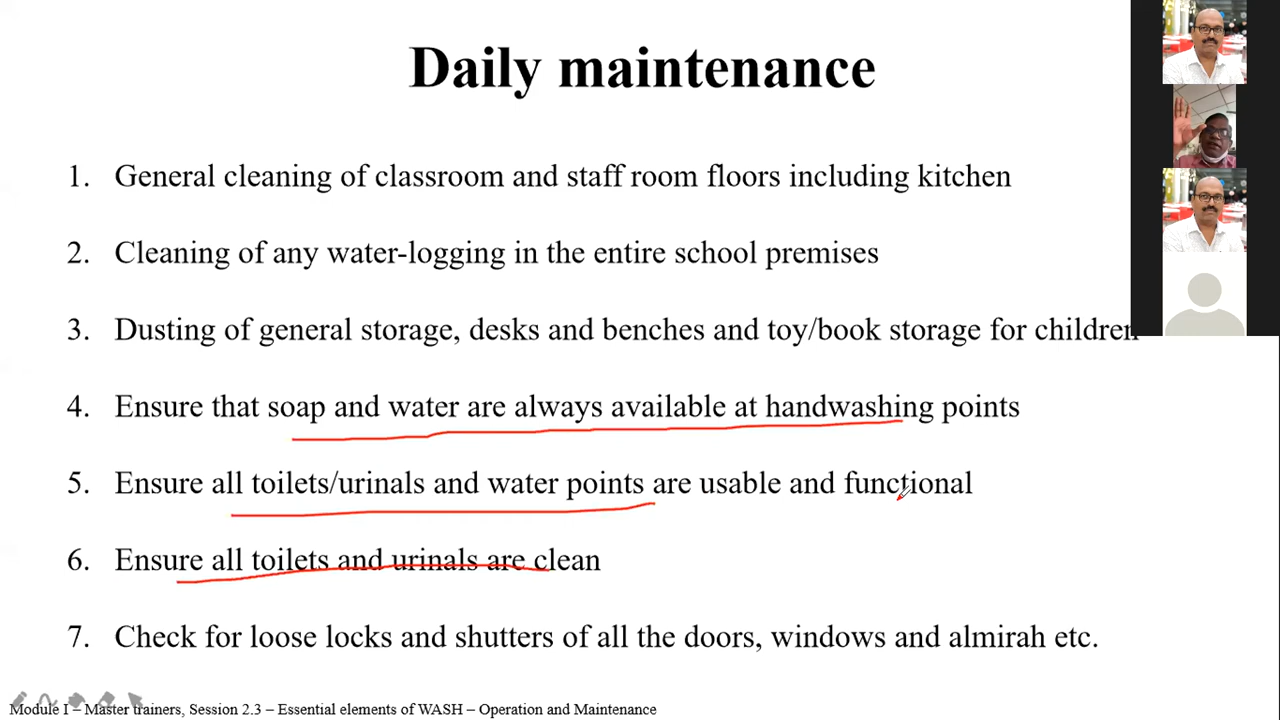 Daily maintenance
1. General cleaning of classroom and staff room floors including kitchen
2. Cleaning of any water-logging in the entire school premises
3. Dusting of general storage, desks and benches and toy/book storage for children
4. Ensure that soap and water are always available at handwashing points
5. Ensure all toilets/urinals and water points are usable and functional
6. Ensure all toilets and urinals are clean
7. Check for loose locks and shutters of all the doors, windows and almirah etc.
Module I – Master trainers, Session 2.3 – Essential elements of WASH – Operation and Maintenance